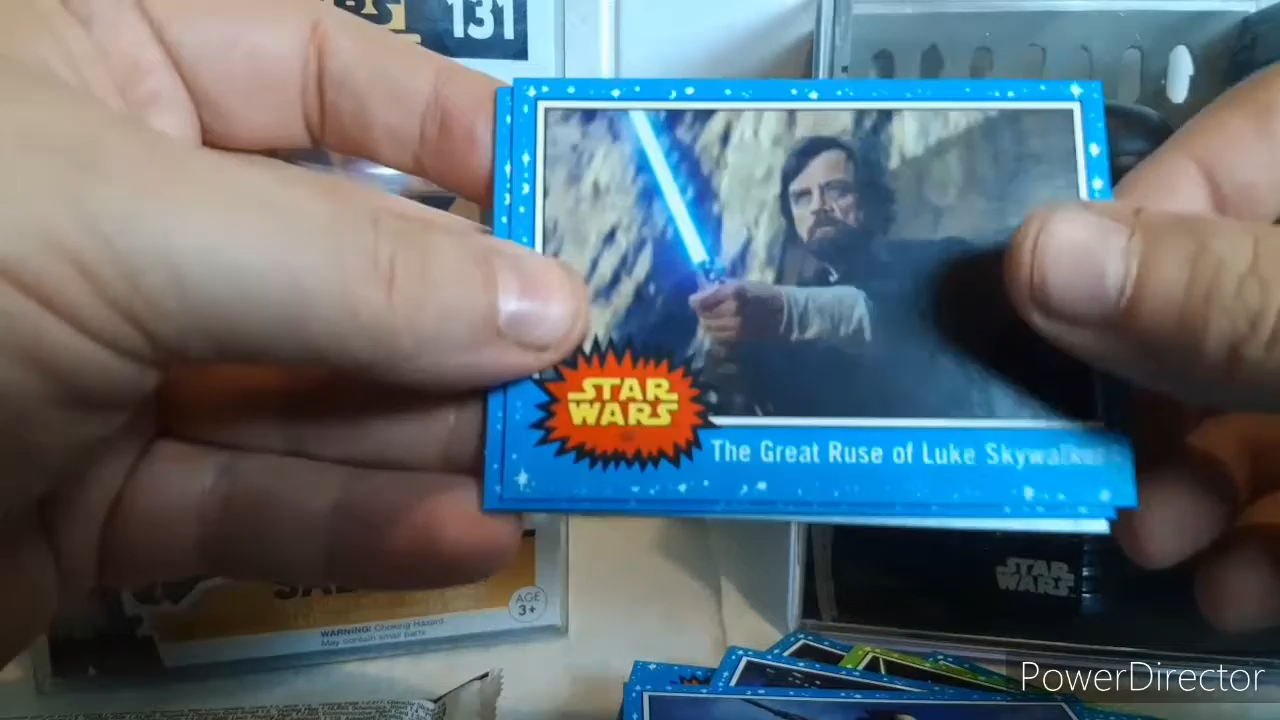 131
STAR
WARS
The Great Ruse of Luke Skywalker
STAR
WARS
AGE
3+
WARNING! Choking Hazard.
May contain small parts.
PowerDirector